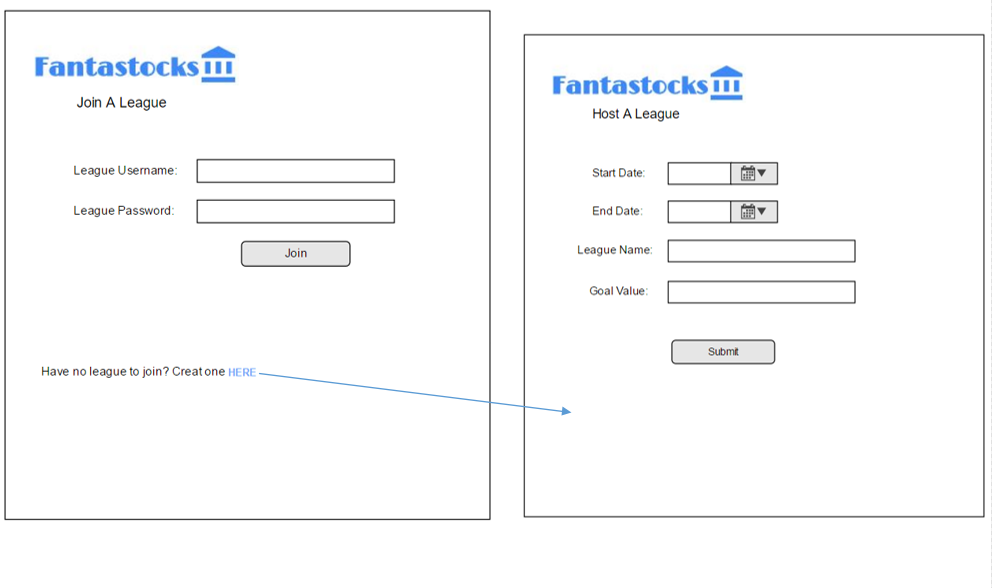 Fantastocks
Join A League
League Username:
League Password:
Join
Have no league to join? Creat one HERE
Fantastocks
Host A League
Start Date:
End Date:
League Name:
Goal Value:
Submit